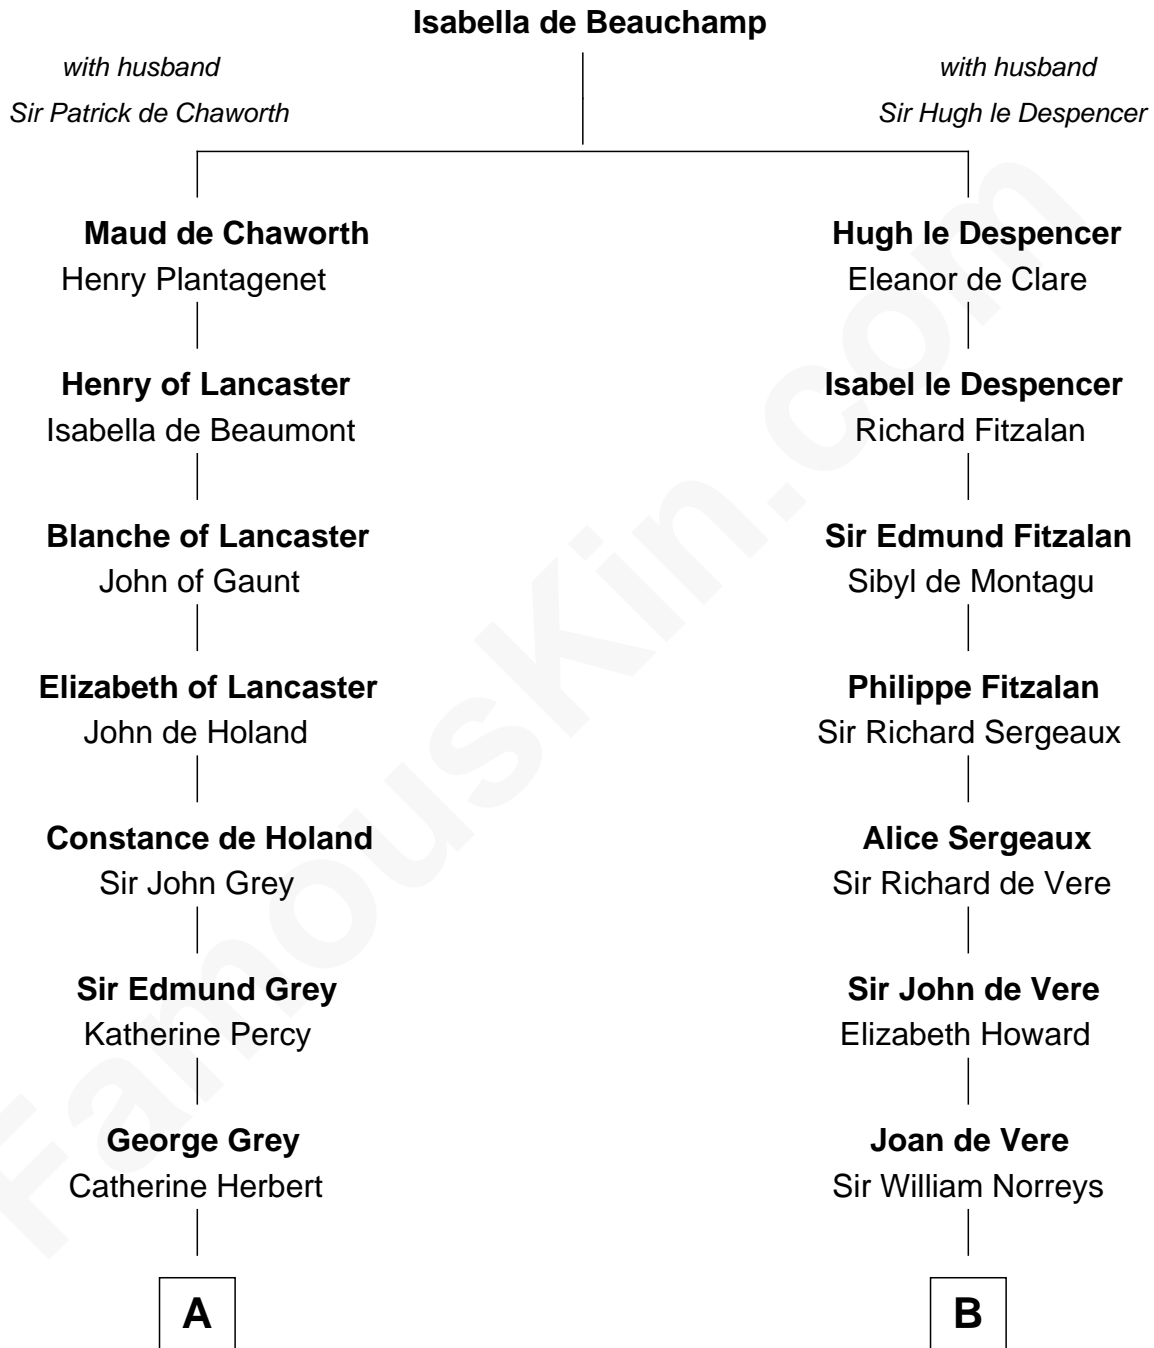 Isabella de Beauchamp
with husband
Sir Patrick de Chaworth
with husband
Sir Hugh le Despencer
Maud de Chaworth
Henry Plantagenet
Hugh le Despencer
Eleanor de Clare
Henry of Lancaster
Isabella de Beaumont
Isabel le Despencer
Richard Fitzalan
Blanche of Lancaster
John of Gaunt
Sir Edmund Fitzalan
Sibyl de Montagu
Elizabeth of Lancaster
John de Holand
Philippe Fitzalan
Sir Richard Sergeaux
Constance de Holand
Sir John Grey
Alice Sergeaux
Sir Richard de Vere
Sir Edmund Grey
Katherine Percy
Sir John de Vere
Elizabeth Howard
George Grey
Catherine Herbert
Joan de Vere
Sir William Norreys
A
B
FamousKin.com